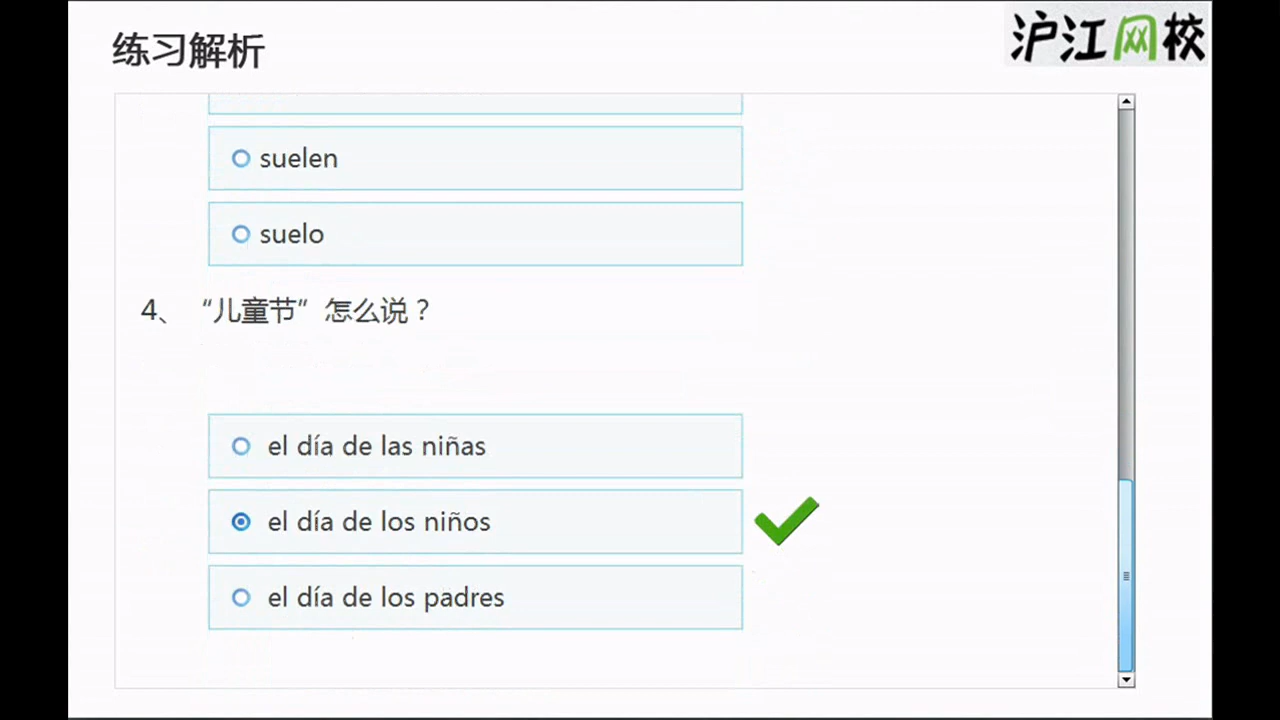 练习解析
沪江网校
suelen
suelo
4、 “儿童节”怎么说？
el día de las niñas
el día de los niños
el día de los padres